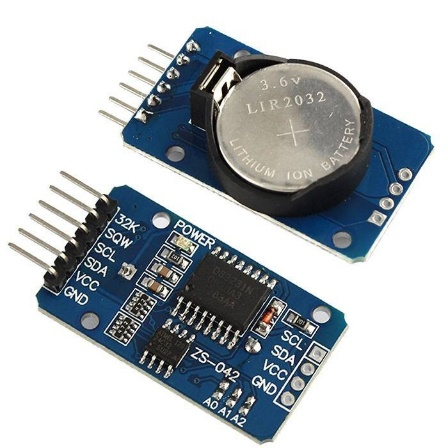 3.6v
LIR2032
+
LITHIUM ION BATTERY
32K
SQW
SCL
SDA
VCC
GND
POWER
ZS-042
A0 A1 A2
SCL
SDA
VCC
GND